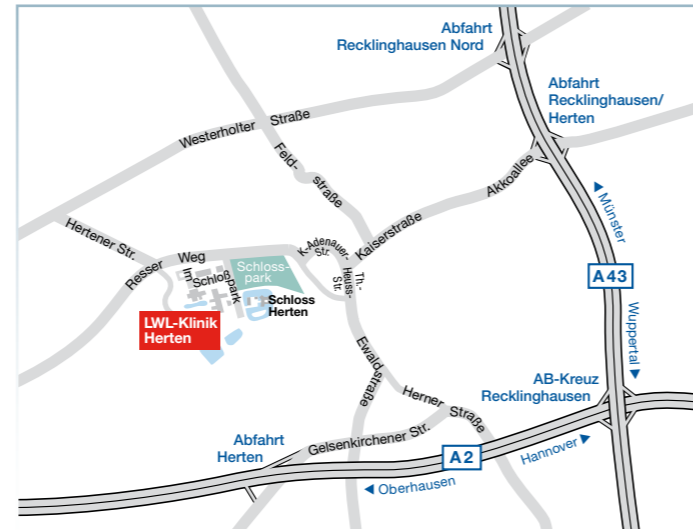 Abfahrt
Recklinghausen Nord
Abfahrt
Recklinghausen/
Herten
Westerholter Straße
Feld-
straße
Akkoallee
Kaiserstraße
Münster
Hertener Str.
Resser Weg
K-Adenauer-
Str.
Th.-
Heuss-
Str.
Im Schloß
park
Schloss-
park
Schloss
Herten
A43
LWL-Klinik
Herten
Wuppertal
Ewaldstraße
AB-Kreuz
Recklinghausen
Herner Straße
Gelsenkirchener Str.
Abfahrt
Herten
A2
Hannover
Oberhausen